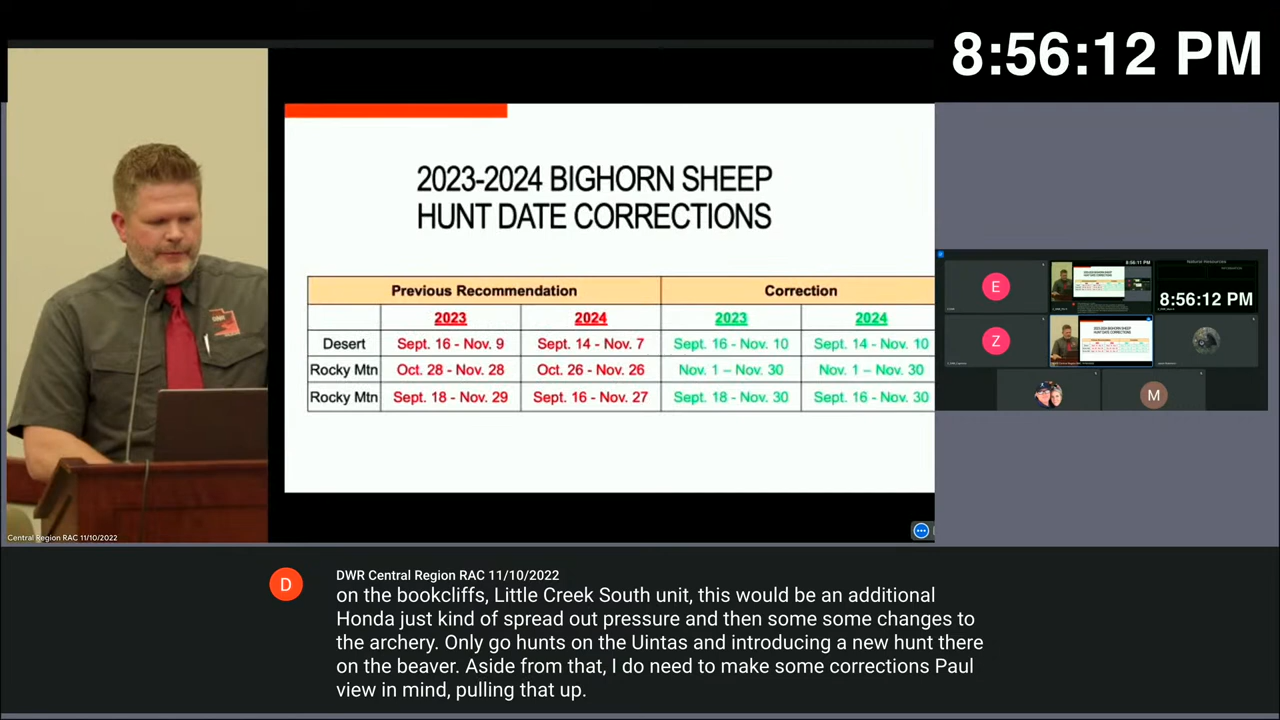 8:56:12 PM
2023-2024 BIGHORN SHEEP
HUNT DATE CORRECTIONS
Previous Recommendation Correction
2023 2024 2023 2024
Desert Sept. 16 - Nov. 9 Sept. 14 - Nov. 7 Sept. 16 - Nov. 10 Sept. 14 - Nov. 10
Rocky Mtn Oct. 28 - Nov. 28 Oct. 26 - Nov. 26 Nov. 1 – Nov. 30 Nov. 1 – Nov. 30
Rocky Mtn Sept. 18 - Nov. 29 Sept. 16 - Nov. 27 Sept. 18 - Nov. 30 Sept. 16 - Nov. 30
E
8:56:11 PM
8:56:12 PM
Z
M
Central Region RAC 11/10/2022
D
DWR Central Region RAC 11/10/2022
on the bookcliffs, Little Creek South unit, this would be an additional
Honda just kind of spread out pressure and then some some changes to
the archery. Only go hunts on the Uintas and introducing a new hunt there
on the beaver. Aside from that, I do need to make some corrections Paul
view in mind, pulling that up.